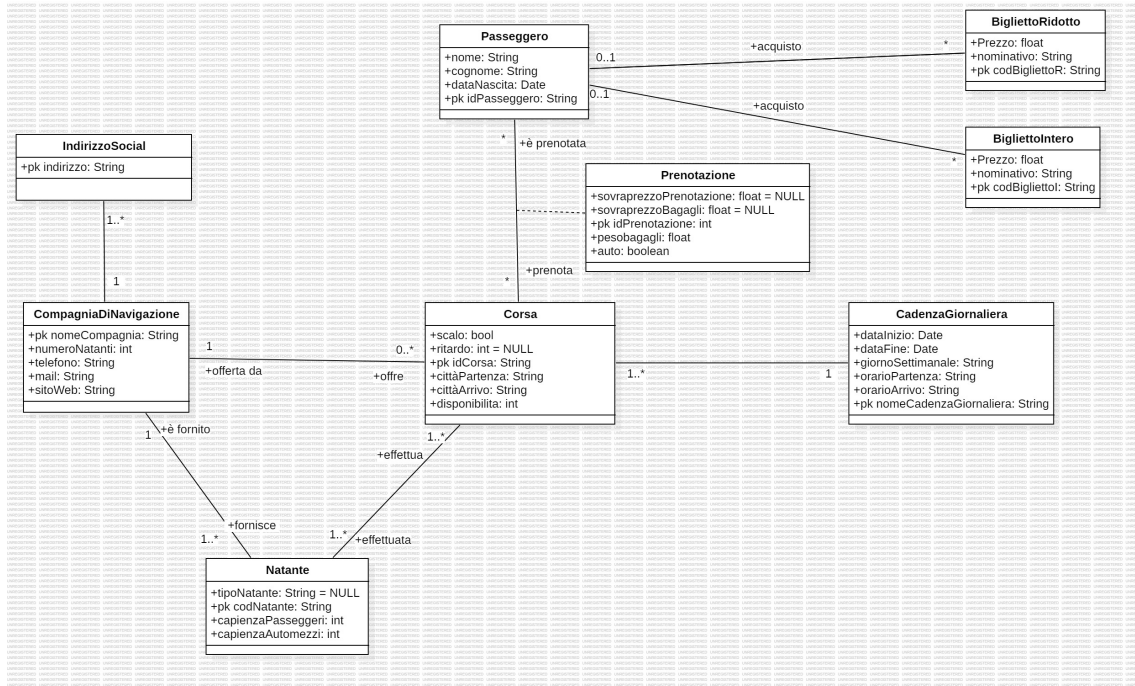 Passeggero
+nome: String
+cognome: String
+dataNascita: Date
+pk idPasseggero: String
0..1
+acquisto
*
BigliettoRidotto
+Prezzo: float
+nominativo: String
+pk codBigliettoR: String
0..1
+acquisto
*
BigliettoIntero
+Prezzo: float
+nominativo: String
+pk codBigliettoI: String
*
+è prenotata
IndirizzoSocial
+pk indirizzo: String
1..*
1
Prenotazione
+sovraprezzoPrenotazione: float = NULL
+sovraprezzoBagagli: float = NULL
+pk idPrenotazione: int
+pesobagagli: float
+auto: boolean
+prenota
*
CompagniaDiNavigazione
+pk nomeCompagnia: String
+numeroNatanti: int
+telefono: String
+mail: String
+sitoWeb: String
1
+offerta da
0..*
+offre
Corsa
+scalo: bool
+ritardo: int = NULL
+pk idCorsa: String
+cittàPartenza: String
+cittàArrivo: String
+disponibilita: int
1..*
1
CadenzaGiornaliera
+dataInizio: Date
+dataFine: Date
+giornoSettimanale: String
+orarioPartenza: String
+orarioArrivo: String
+pk nomeCadenzaGiornaliera: String
1
+è fornito
1..*
+effettua
+fornisce
1..*
1..*
+effettuata
Natante
+tipoNatante: String = NULL
+pk codNatante: String
+capienzaPasseggeri: int
+capienzaAutomezzi: int